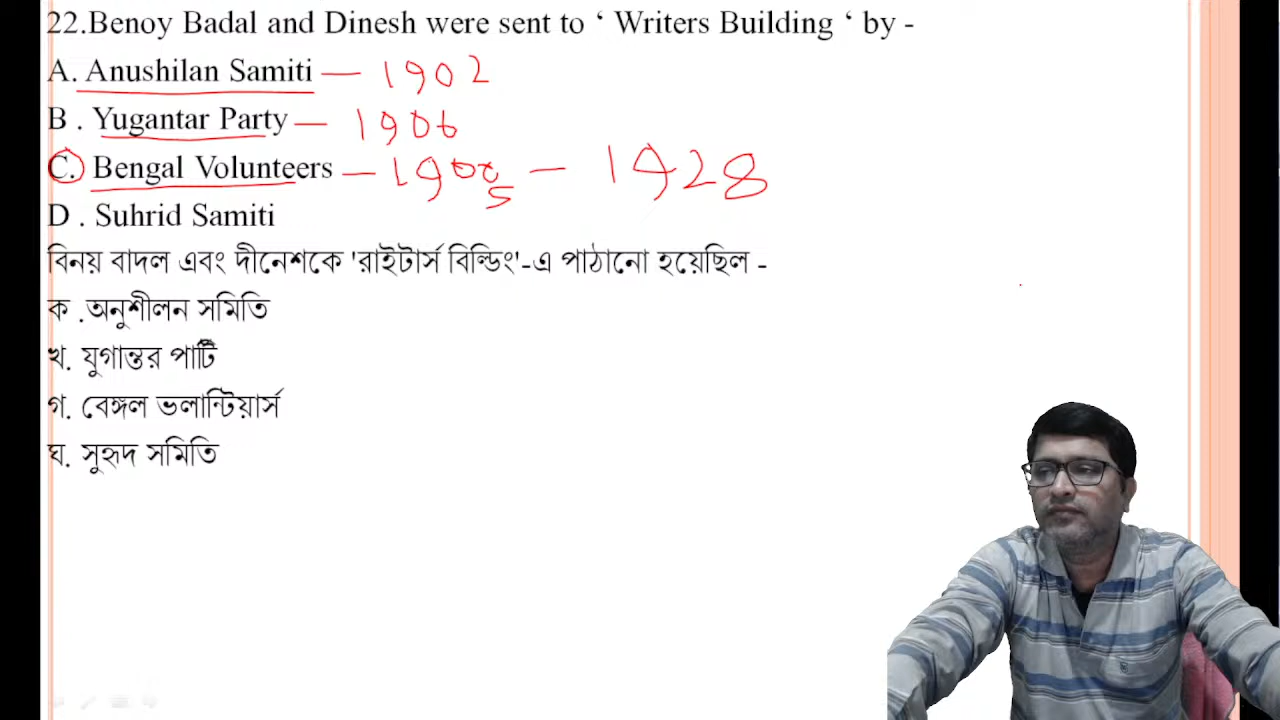 22.Benoy Badal and Dinesh were sent to ‘ Writers Building ‘ by -
A. Anushilan Samiti — 1902
B . Yugantar Party — 1906
C. Bengal Volunteers — — 1928
D . Suhrid Samiti
বিনয় বাদল এবং দীনেশকে 'রাইটার্স বিল্ডিং'-এ পাঠানো হয়েছিল -
ক .অনুশীলন সমিতি
খ. যুগান্তর পার্টি
গ. বেঙ্গল ভলান্টিয়ার্স
ঘ. সুহৃদ সমিতি